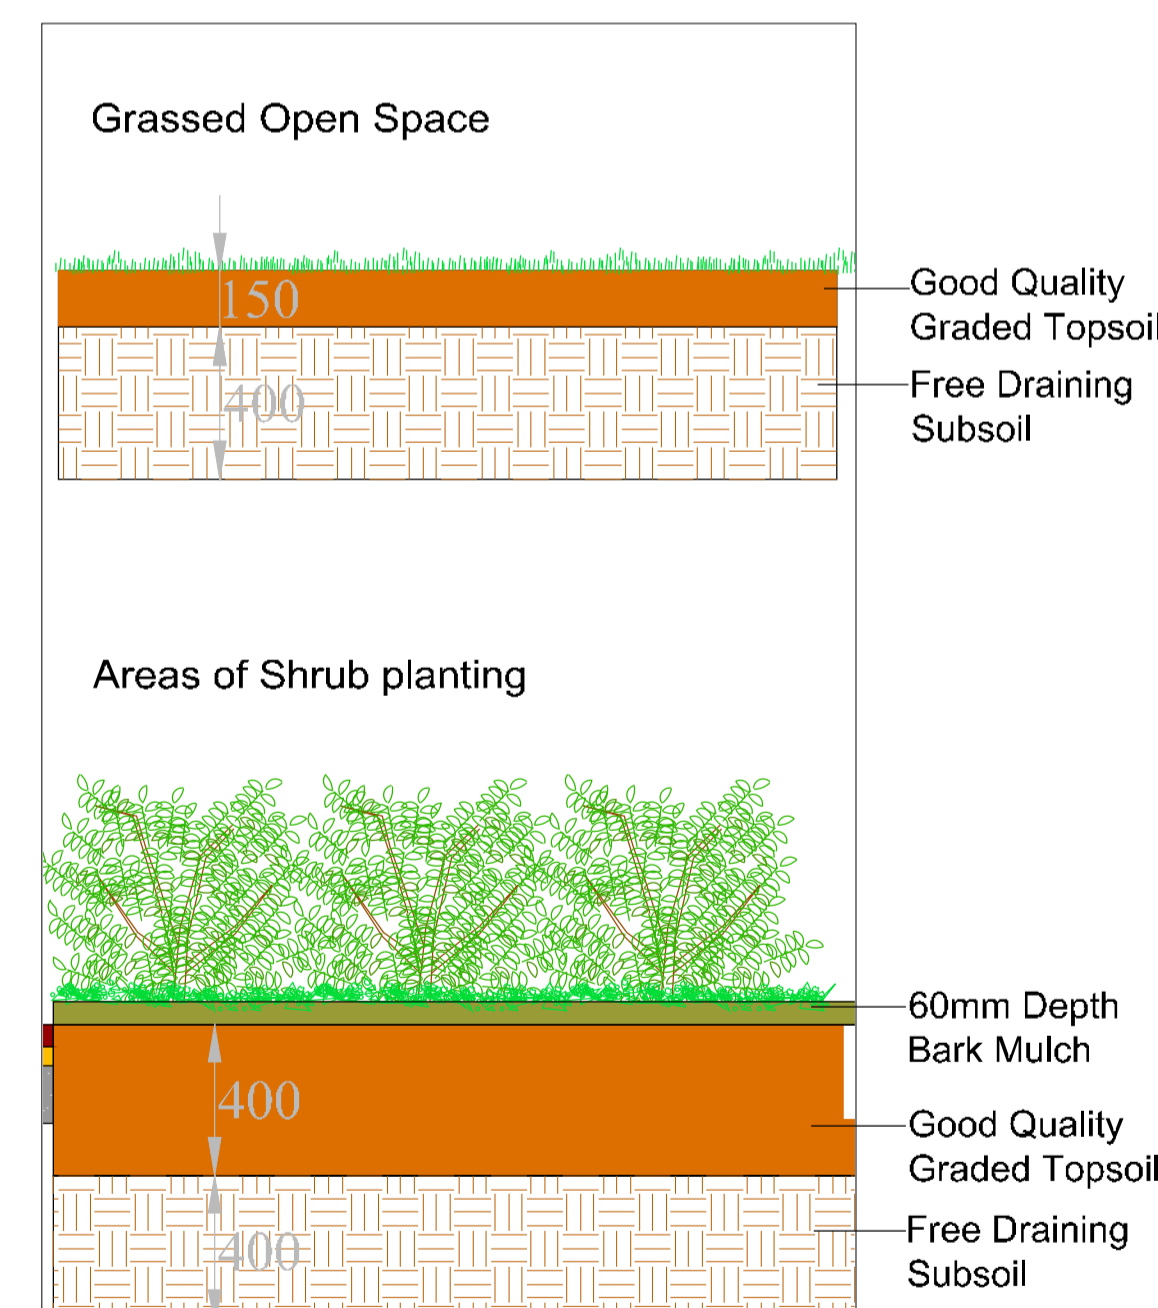 Grassed Open Space
150
Good Quality
Graded Topsoil
400
Free Draining
Subsoil
Areas of Shrub planting
60mm Depth
Bark Mulch
400
Good Quality
Graded Topsoil
400
Free Draining
Subsoil